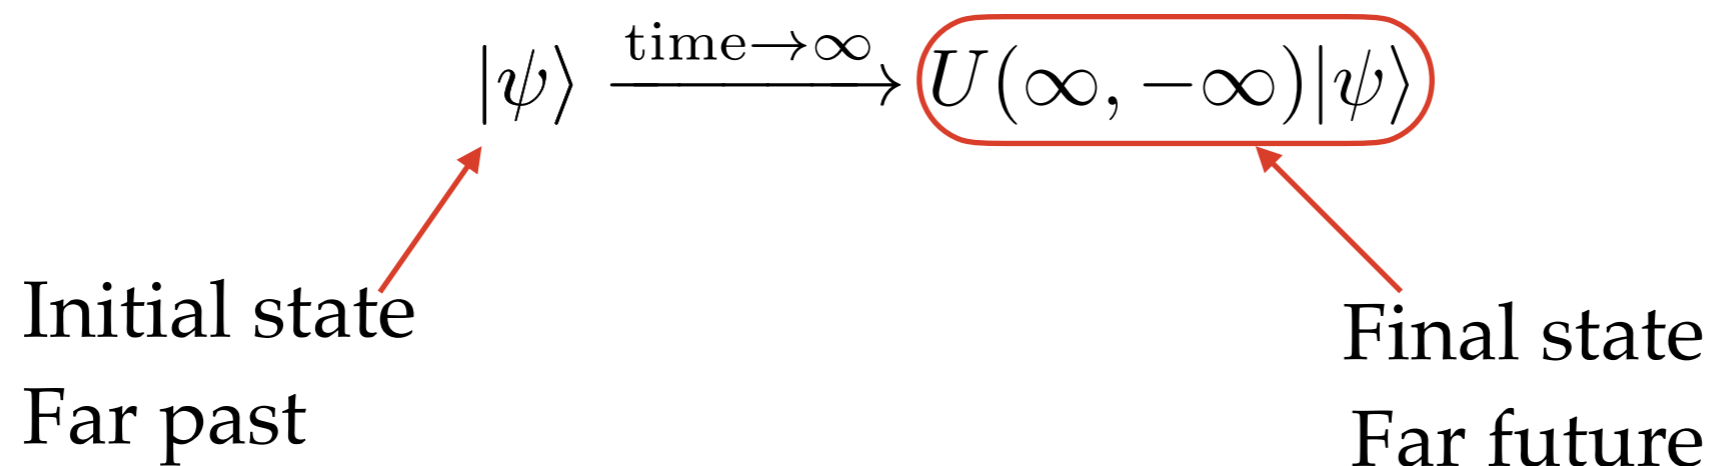 |ψ⟩ time→∞ U(∞, −∞)|ψ⟩
Initial state
Far past
Final state
Far future